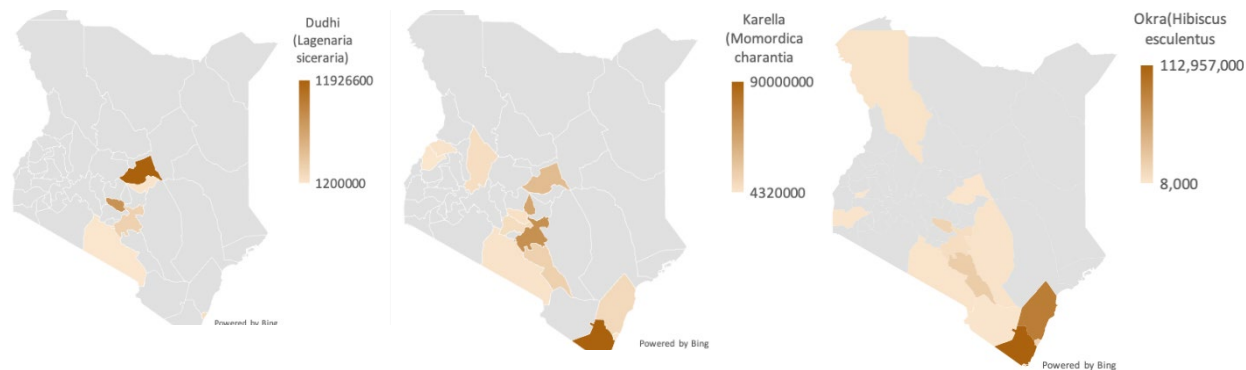 Dudhi
(Lagenaria
siceraria)
11926600
1200000
Powered by Bing
Karella
(Momordica
charantia
90000000
4320000
Powered by Bing
Okra(Hibiscus
esculentus
112,957,000
8,000
Powered by Bing